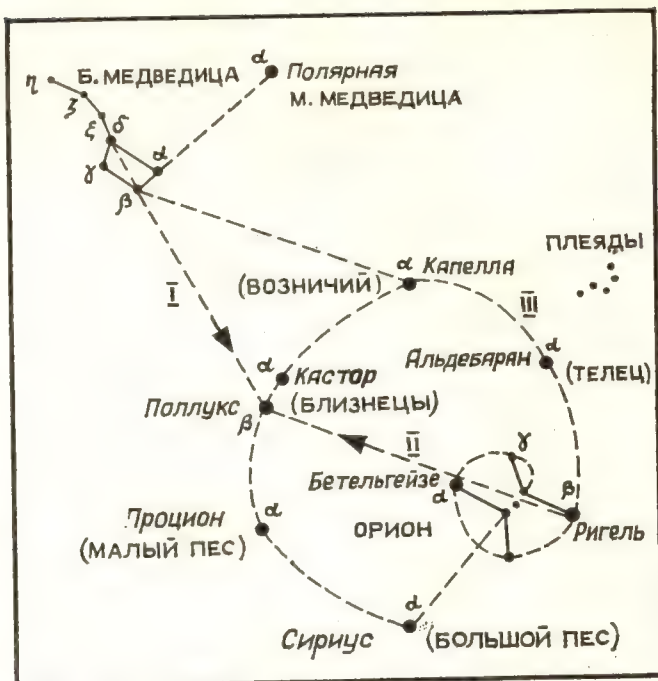 α
Полярная
η Б. МЕДВЕДИЦА
М. МЕДВЕДИЦА
ξ
ξ δ
α
γ
β
ПЛЕЯДЫ
α Капелла
(ВОЗНИЧИЙ)
I
III
α
Альдебаран
(ТЕЛЕЦ)
α
Кастор
Поллукс
(БЛИЗНЕЦЫ)
β
II
γ
Бетельгейзе
α
β
Процион
α
ОРИОН
Ригель
(МАЛЫЙ ПЕС)
α
Сириус
(БОЛЬШОЙ ПЕС)